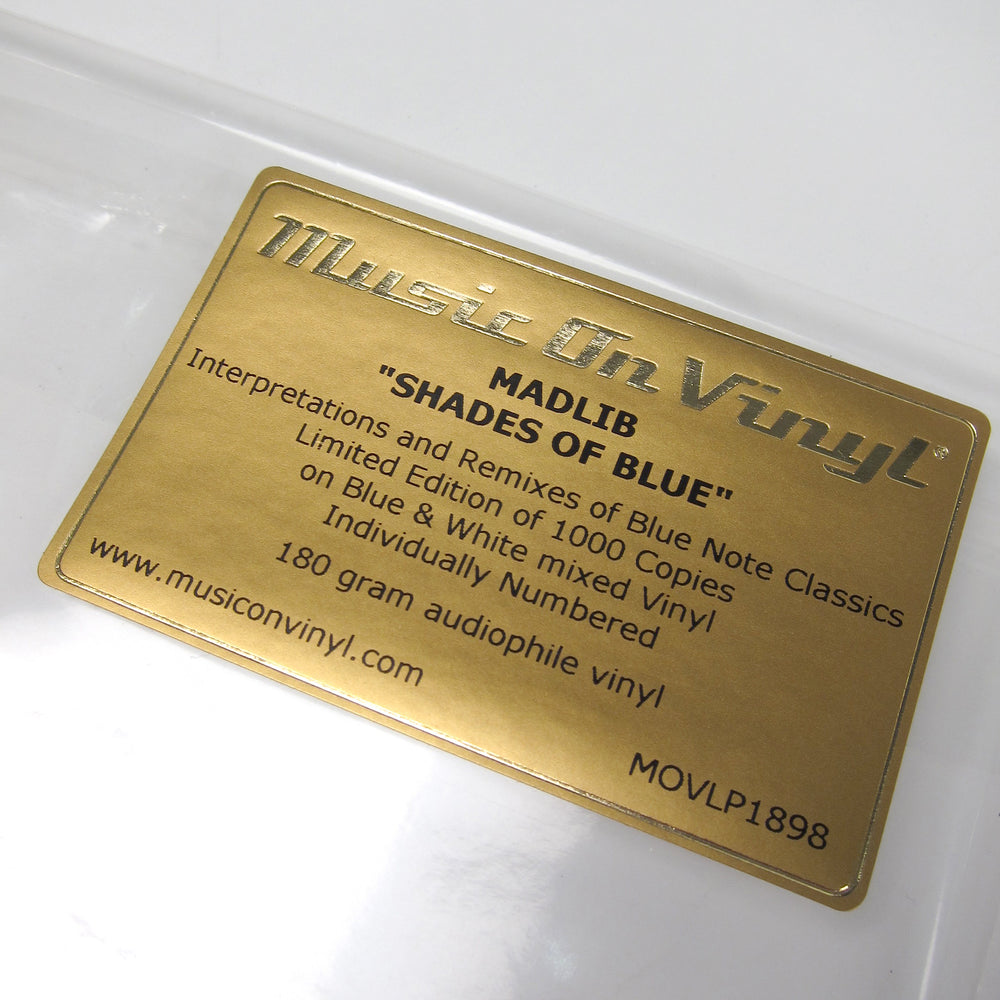 Music On Vinyl®
MADLIB
"SHADES OF BLUE"
Interpretations and Remixes of Blue Note Classics
Limited Edition of 1000 Copies
on Blue & White mixed Vinyl
Individually Numbered
180 gram audiophile vinyl
www.musiconvinyl.com
MOVLP1898